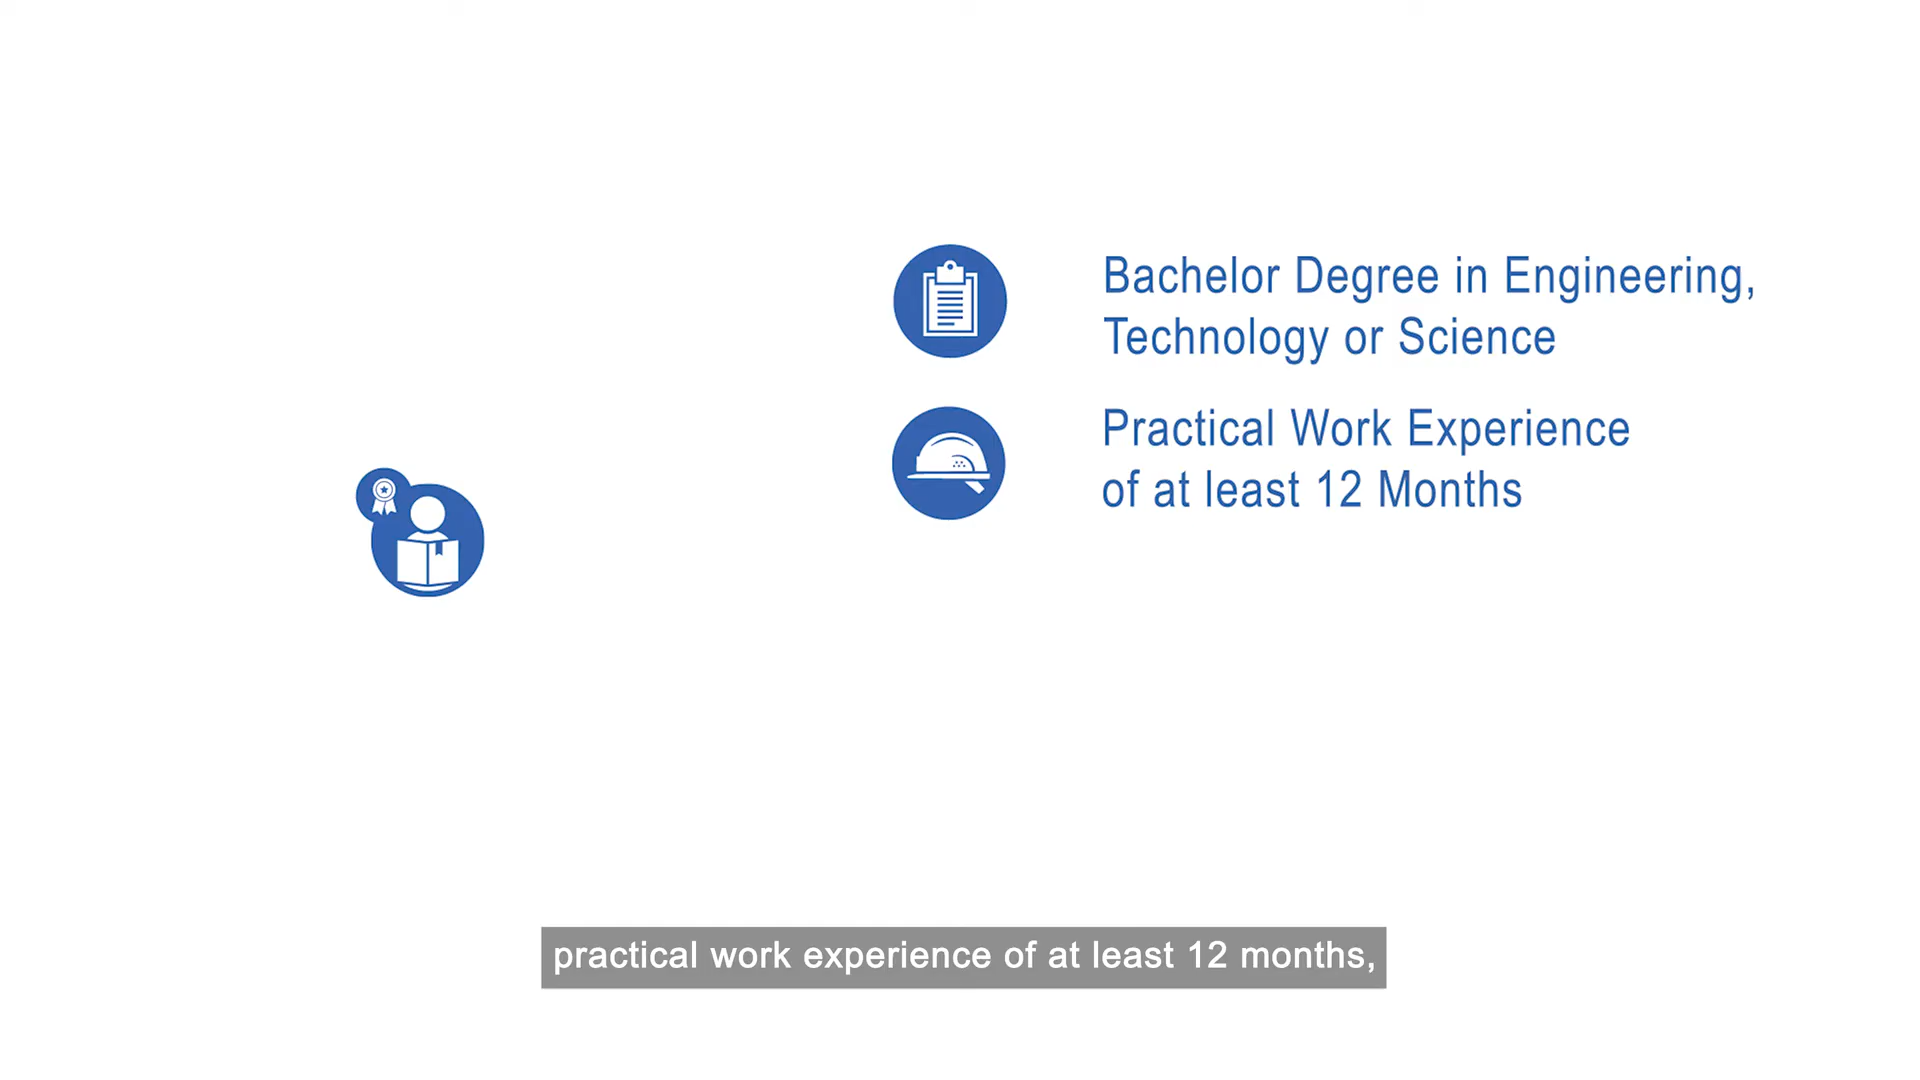 Bachelor Degree in Engineering,
Technology or Science
Practical Work Experience
of at least 12 Months
practical work experience of at least 12 months,